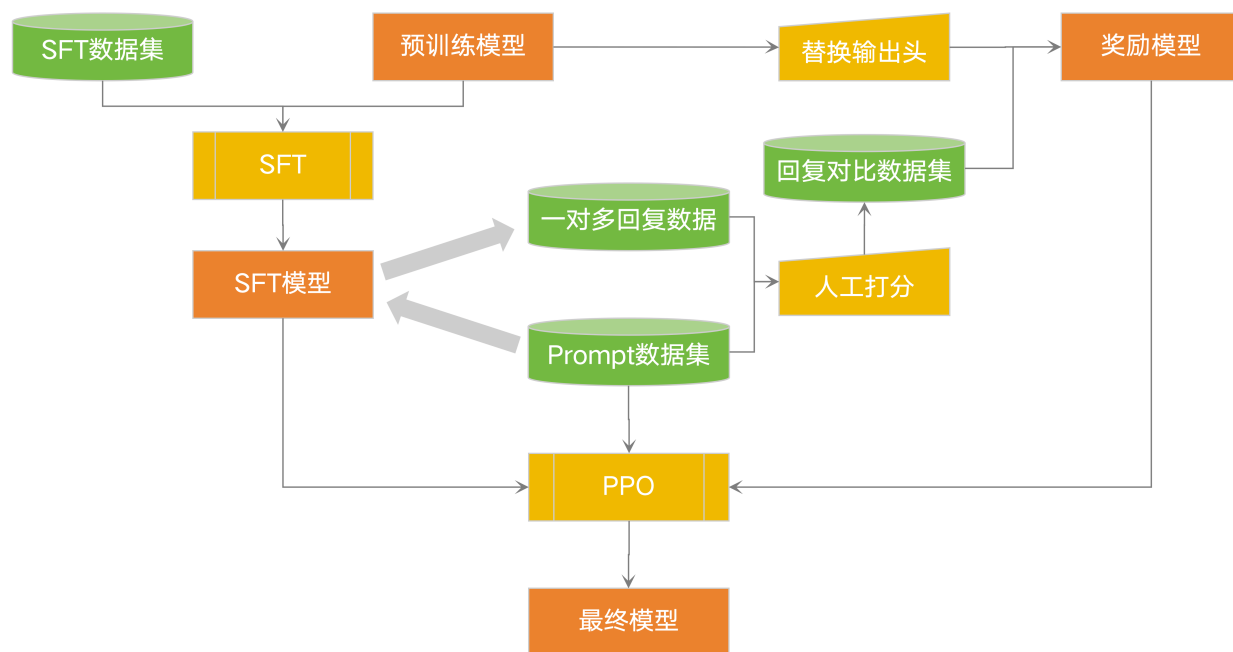 SFT数据集
预训练模型
替换输出头
奖励模型
SFT
回复对比数据集
一对多回复数据
SFT模型
人工打分
Prompt数据集
PPO
最终模型